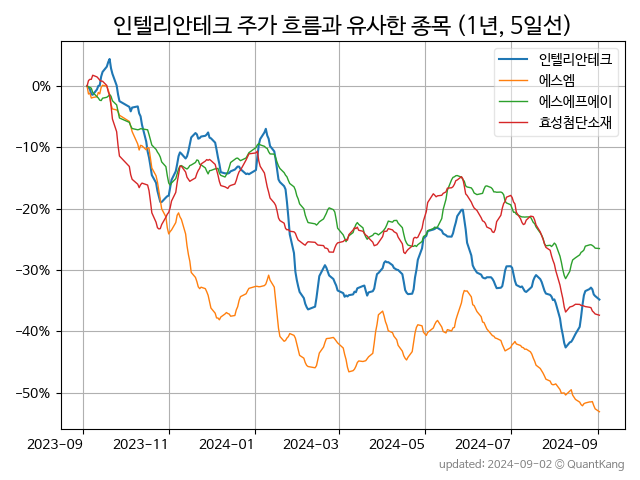 인텔리안테크 주가 흐름과 유사한 종목 (1년, 5일선)
인텔리안테크
에스엠
에스에프에이
효성첨단소재
0%
−10%
−20%
−30%
−40%
−50%
2023-09
2023-11
2024-01
2024-03
2024-05
2024-07
2024-09
updated: 2024-09-02 © QuantKang